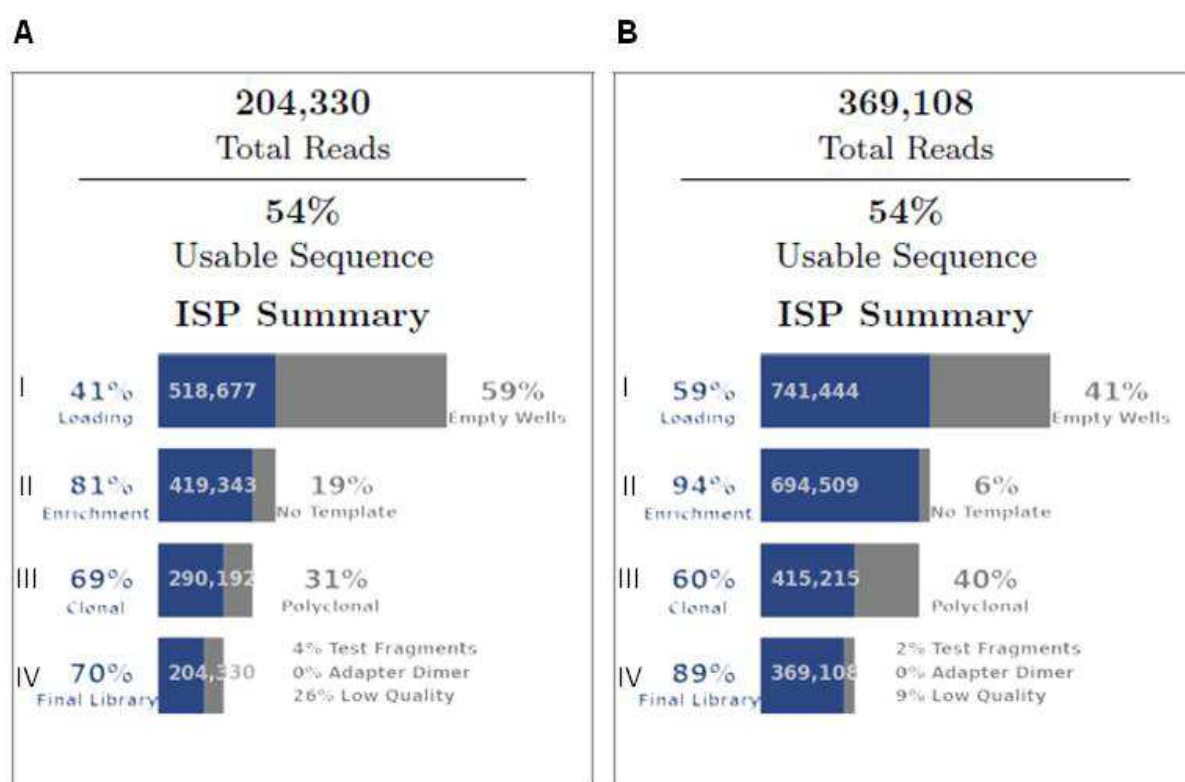 A
204,330
Total Reads
54%
Usable Sequence
ISP Summary
I 41% 518,677 59%
Loading Empty Wells
II 81% 419,343 19%
Enrichment No Template
III 69% 290,192 31%
Clonal Polyclonal
4% Test Fragments
IV 70% 204,330 0% Adapter Dimer
Final Library 26% Low Quality
B
369,108
Total Reads
54%
Usable Sequence
ISP Summary
I 59% 741,444 41%
Loading Empty Wells
II 94% 694,509 6%
Enrichment No Template
III 60% 415,215 40%
Clonal Polyclonal
2% Test Fragments
IV 89% 369,108 0% Adapter Dimer
Final Library 9% Low Quality